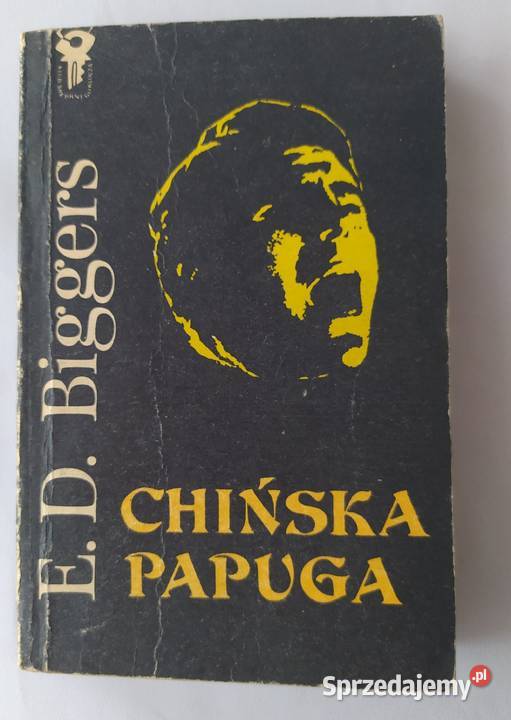 E. D. Biggers
CHIŃSKA
PAPUGA
Sprzedajemy.pl